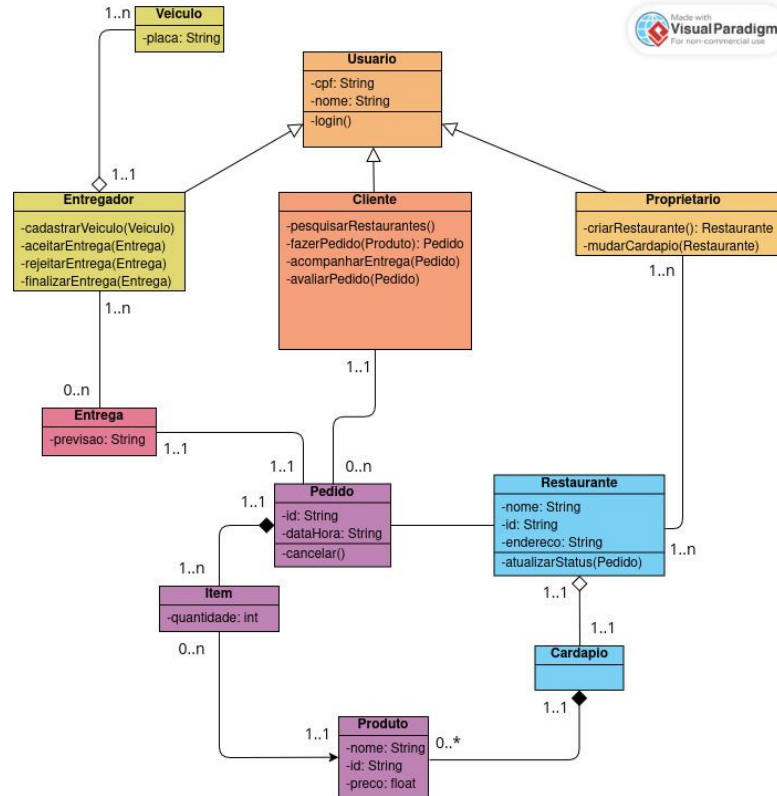 1..n
Veiculo
-placa: String
Made with
VisualParadigm
For non-commercial use
Usuario
-cpf: String
-nome: String
-login()
1..1
Entregador
-cadastrarVeiculo(Veiculo)
-aceitarEntrega(Entrega)
-rejeitarEntrega(Entrega)
-finalizarEntrega(Entrega)
Cliente
-pesquisarRestaurantes()
-fazerPedido(Produto): Pedido
-acompanharEntrega(Pedido)
-avaliarPedido(Pedido)
Proprietario
-criarRestaurante(): Restaurante
-mudarCardapio(Restaurante)
1..n
1..n
1..1
0..n
Entrega
-previsao: String
1..1
1..1
0..n
1..1
Pedido
-id: String
-dataHora: String
-cancelar()
Restaurante
-nome: String
-id: String
-endereco: String
-atualizarStatus(Pedido)
1..n
1..n
Item
-quantidade: int
0..n
1..1
1..1
Cardapio
1..1
1..1
Produto
-nome: String
-id: String
-preco: float
0..*